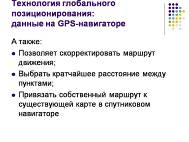 Технология глобального
позиционирования:
данные на GPS-навигаторе
А также:
Позволяет скорректировать маршрут
движения;
Выбрать кратчайшее расстояние между
пунктами;
Привязать собственный маршрут к
существующей карте в спутниковом
навигаторе